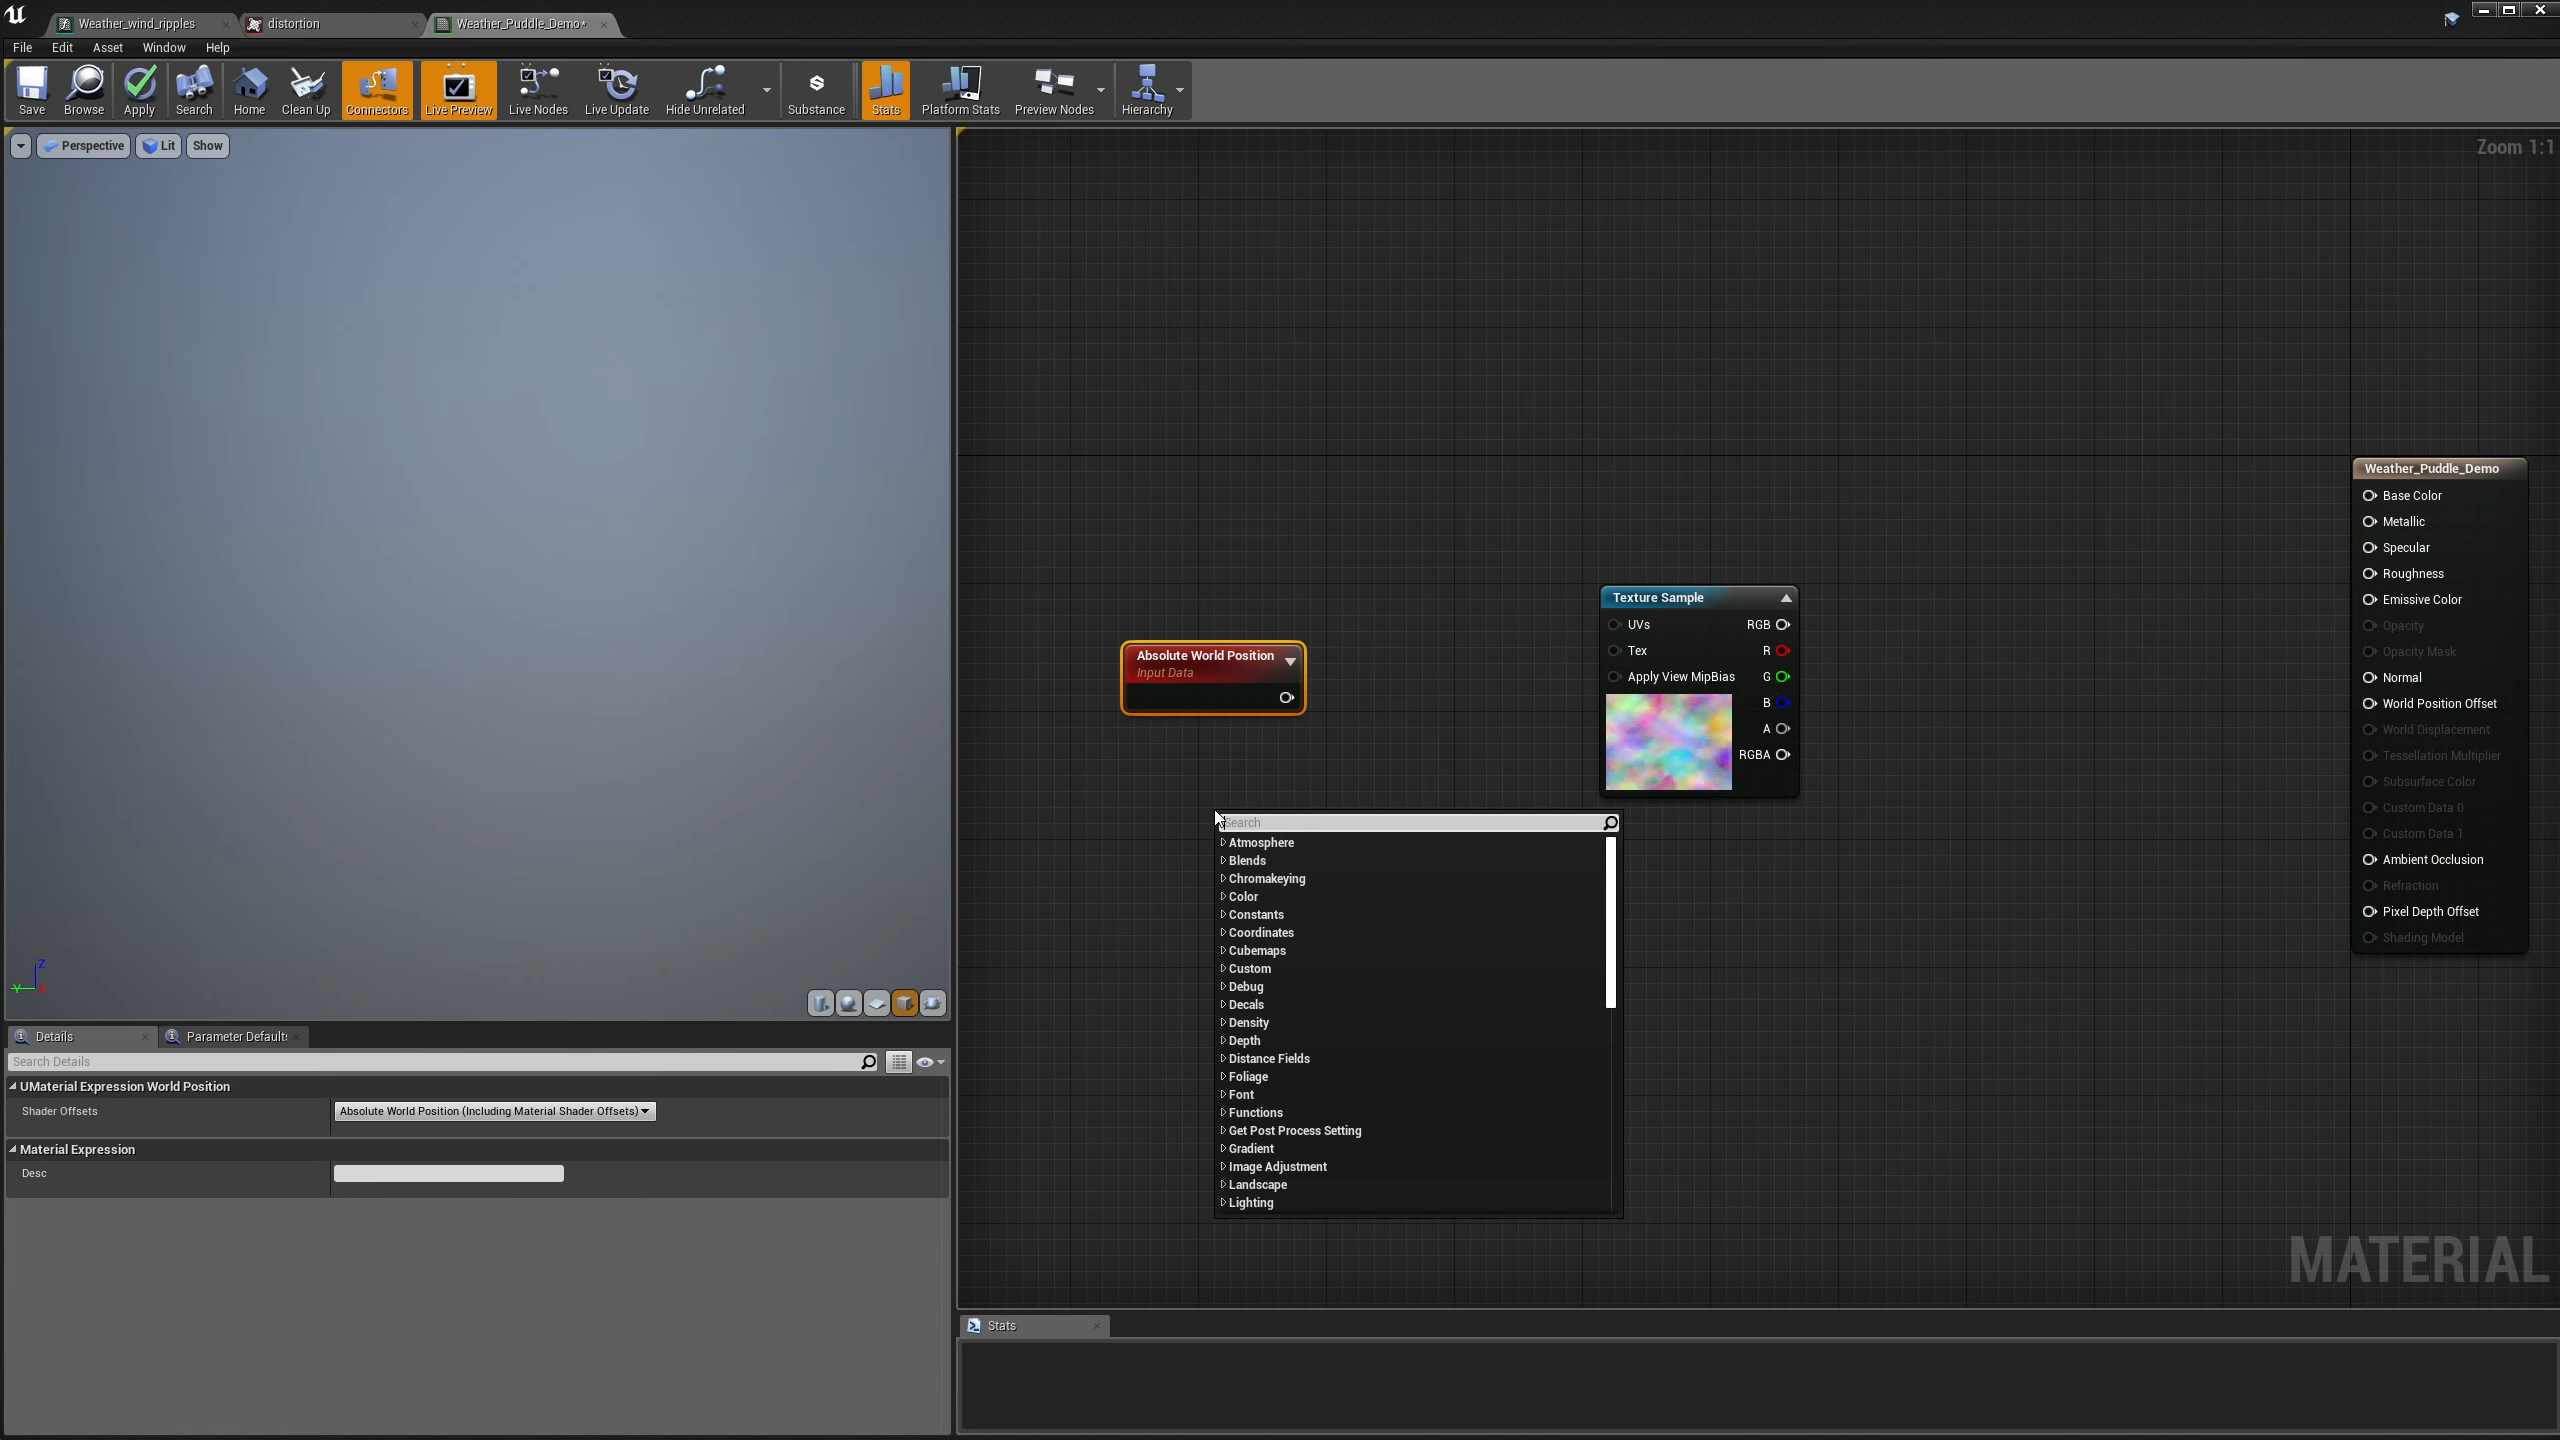 Weather_wind_ripples
distortion
Weather_Puddle_Demo*
File Edit Asset Window Help
Save
Browse
Apply
Search
Home
Clean Up
Connectors
Live Preview
Live Nodes
Live Update
Hide Unrelated
Substance
Stats
Platform Stats
Preview Nodes
Hierarchy
Perspective
Lit
Show
Zoom 1:1
Weather_Puddle_Demo
Base Color
Metallic
Specular
Roughness
Emissive Color
Opacity
Opacity Mask
Normal
World Position Offset
World Displacement
Tessellation Multiplier
Subsurface Color
Custom Data 0
Custom Data 1
Ambient Occlusion
Refraction
Pixel Depth Offset
Shading Model
Texture Sample
UVs RGB
Tex R
Apply View MipBias G
B
A
RGBA
Absolute World Position
Input Data
Search
Atmosphere
Blends
Chromakeying
Color
Constants
Coordinates
Cubemaps
Custom
Debug
Decals
Density
Depth
Distance Fields
Foliage
Font
Functions
Get Post Process Setting
Gradient
Image Adjustment
Landscape
Lighting
MATERIAL
Z
Y X
Details
Parameter Default
Search Details
UMaterial Expression World Position
Shader Offsets
Absolute World Position (Including Material Shader Offsets)
Material Expression
Desc
Stats